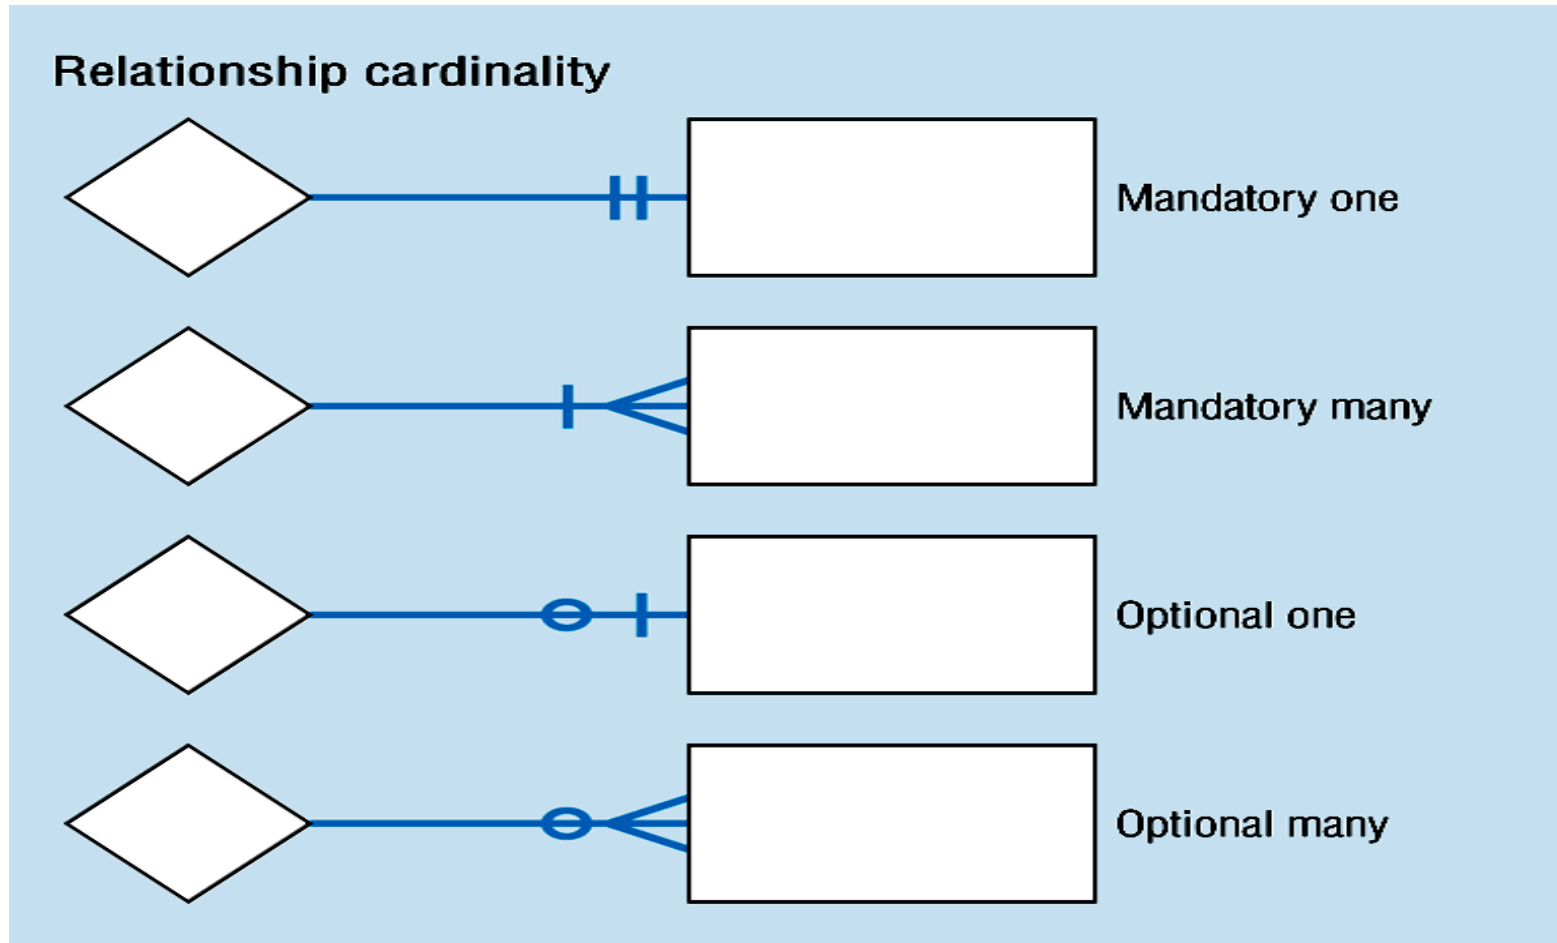 Relationship cardinality
Mandatory one
Mandatory many
Optional one
Optional many